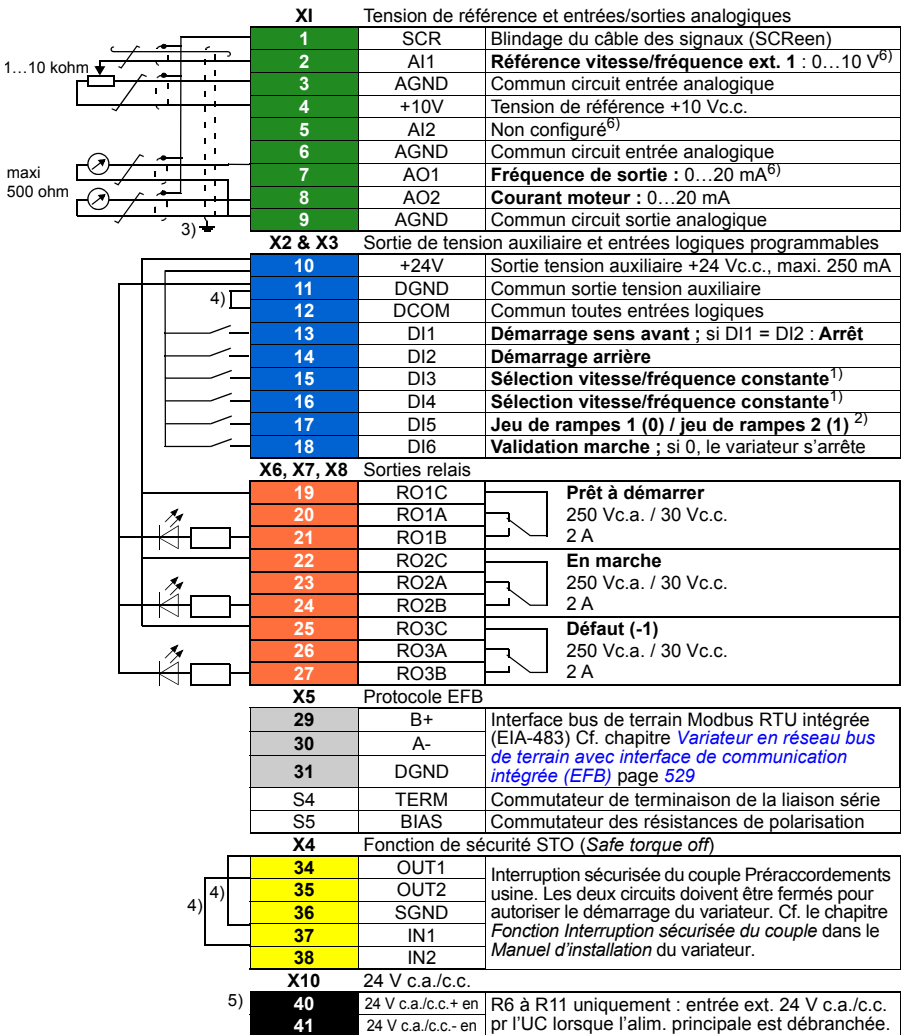 XI Tension de référence et entrées/sorties analogiques
1 SCR Blindage du câble des signaux (SCReen)
1…10 kohm
2 AI1 Référence vitesse/fréquence ext. 1 : 0…10 V6)
3 AGND Commun circuit entrée analogique
4 +10V Tension de référence +10 Vc.c.
5 AI2 Non configuré6)
6 AGND Commun circuit entrée analogique
maxi
500 ohm
7 AO1 Fréquence de sortie : 0…20 mA6)
8 AO2 Courant moteur : 0…20 mA
9 AGND Commun circuit sortie analogique
3)
X2 & X3 Sortie de tension auxiliaire et entrées logiques programmables
10 +24V Sortie tension auxiliaire +24 Vc.c., maxi. 250 mA
11 DGND Commun sortie tension auxiliaire
4)
12 DCOM Commun toutes entrées logiques
13 DI1 Démarrage sens avant ; si DI1 = DI2 : Arrêt
14 DI2 Démarrage arrière
15 DI3 Sélection vitesse/fréquence constante1)
16 DI4 Sélection vitesse/fréquence constante1)
17 DI5 Jeu de rampes 1 (0) / jeu de rampes 2 (1) 2)
18 DI6 Validation marche ; si 0, le variateur s'arrête
X6, X7, X8 Sorties relais
19 RO1C Prêt à démarrer
20 RO1A 250 Vc.a. / 30 Vc.c.
21 RO1B 2 A
22 RO2C En marche
23 RO2A 250 Vc.a. / 30 Vc.c.
24 RO2B 2 A
25 RO3C Défaut (-1)
26 RO3A 250 Vc.a. / 30 Vc.c.
27 RO3B 2 A
X5 Protocole EFB
29 B+
30 A-
31 DGND
Interface bus de terrain Modbus RTU intégrée
(EIA-483) Cf. chapitre Variateur en réseau bus
de terrain avec interface de communication
intégrée (EFB) page 529
S4 TERM Commutateur de terminaison de la liaison série
S5 BIAS Commutateur des résistances de polarisation
X4 Fonction de sécurité STO (Safe torque off)
34 OUT1
35 OUT2
36 SGND
37 IN1
38 IN2
4)
4)
Interruption sécurisée du couple Préraccordements
usine. Les deux circuits doivent être fermés pour
autoriser le démarrage du variateur. Cf. le chapitre
Fonction Interruption sécurisée du couple dans le
Manuel d'installation du variateur.
X10 24 V c.a./c.c.
5)
40 24 V c.a./c.c.+ en
41 24 V c.a./c.c.- en
R6 à R11 uniquement : entrée ext. 24 V c.a./c.c.
pr l'UC lorsque l'alim. principale est débranchée.